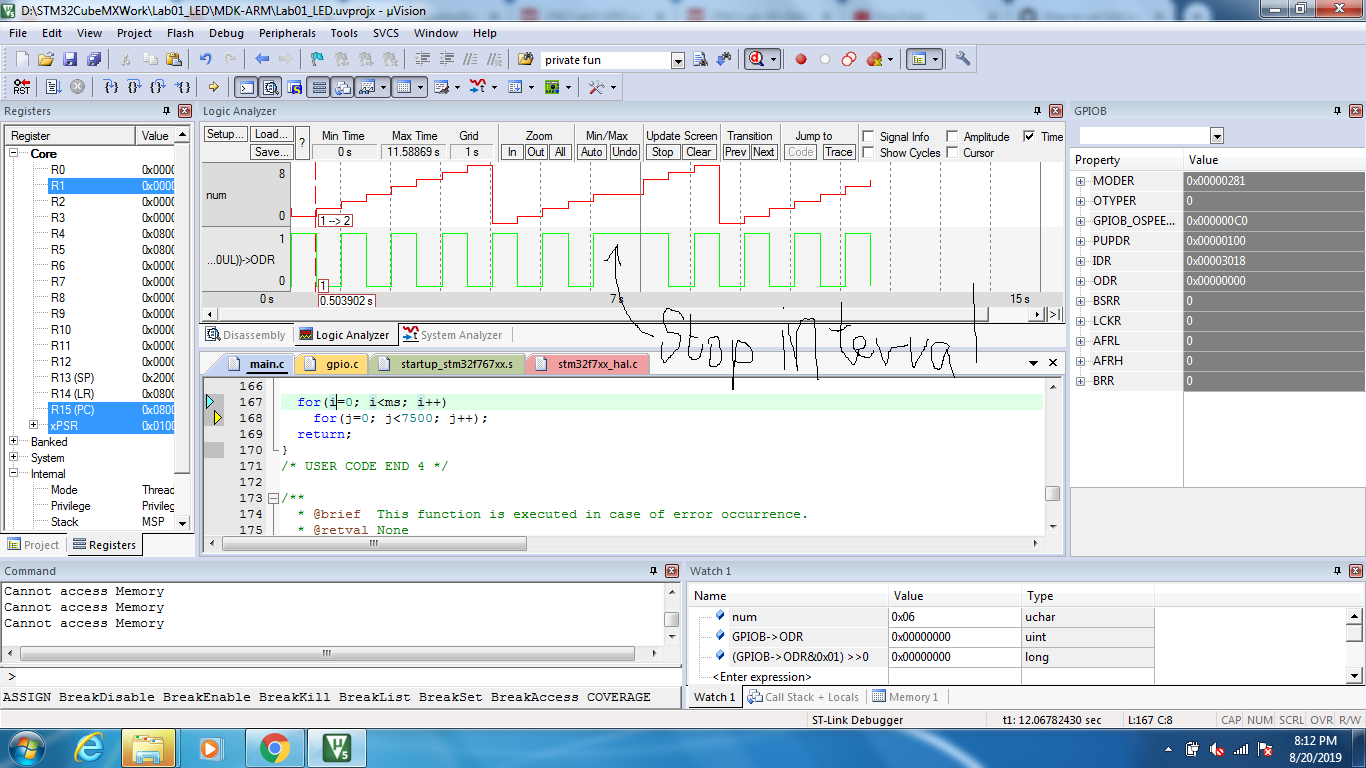 D:\STM32CubeMXWork\Lab01_LED\MDK-ARM\Lab01_LED.uvprojx - µVision
File Edit View Project Flash Debug Peripherals Tools SVCS Window Help
private fun
RST
Registers
Register Value
Core
R0 0x0000
R1 0x0000
R2 0x0000
R3 0x0000
R4 0x0800
R5 0x0800
R6 0x0000
R7 0x0000
R8 0x0000
R9 0x0000
R10 0x0000
R11 0x0000
R12 0x0000
R13 (SP) 0x2000
R14 (LR) 0x0800
R15 (PC) 0x0800
xPSR 0x0100
Banked
System
Internal
Mode Thread
Privilege Privileg
Stack MSP
Project Registers
Logic Analyzer
Setup... Load... Min Time Max Time Grid Zoom Min/Max Update Screen Transition Jump to Signal Info Amplitude Time
Save... ? 0 s 11.58869 s 1 s In Out All Auto Undo Stop Clear Prev Next Code Trace Show Cycles Cursor
8
num
0
1 --> 2
1
...0UL))->ODR
0
1
0 s 0.503902 s 7 s 15 s
Stop interval
Disassembly Logic Analyzer System Analyzer
main.c gpio.c startup_stm32f767xx.s stm32f7xx_hal.c
166
167 for(i=0; i<ms; i++)
168 for(j=0; j<7500; j++);
169 return;
170 }
171 /* USER CODE END 4 */
172
173 /**
174 * @brief This function is executed in case of error occurrence.
175 * @retval None
GPIOB
Property Value
MODER 0x00000281
OTYPER 0
GPIOB_OSPEE... 0x000000C0
PUPDR 0x00000100
IDR 0x00003018
ODR 0x00000000
BSRR 0
LCKR 0
AFRL 0
AFRH 0
BRR 0
Command
Cannot access Memory
Cannot access Memory
Cannot access Memory
>
ASSIGN BreakDisable BreakEnable BreakKill BreakList BreakSet BreakAccess COVERAGE
Watch 1
Name Value Type
num 0x06 uchar
GPIOB->ODR 0x00000000 uint
(GPIOB->ODR&0x01) >>0 0x00000000 long
<Enter expression>
Watch 1 Call Stack + Locals Memory 1
ST-Link Debugger t1: 12.06782430 sec L:167 C:8 CAP NUM SCRL OVR R/W
8:12 PM
8/20/2019